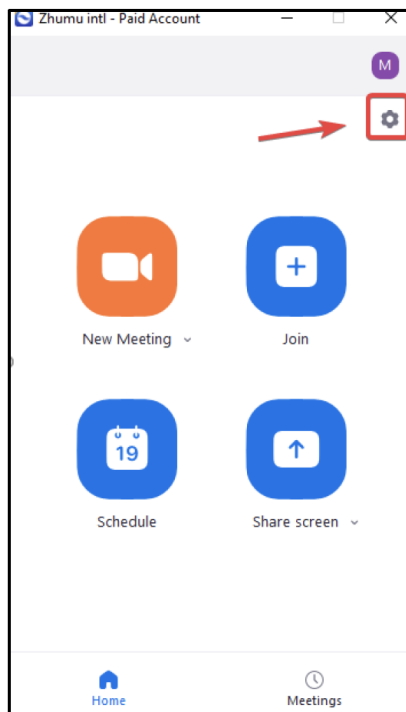 Zhumu intl - Paid Account
M
New Meeting
Join
19
Schedule
Share screen
Home
Meetings